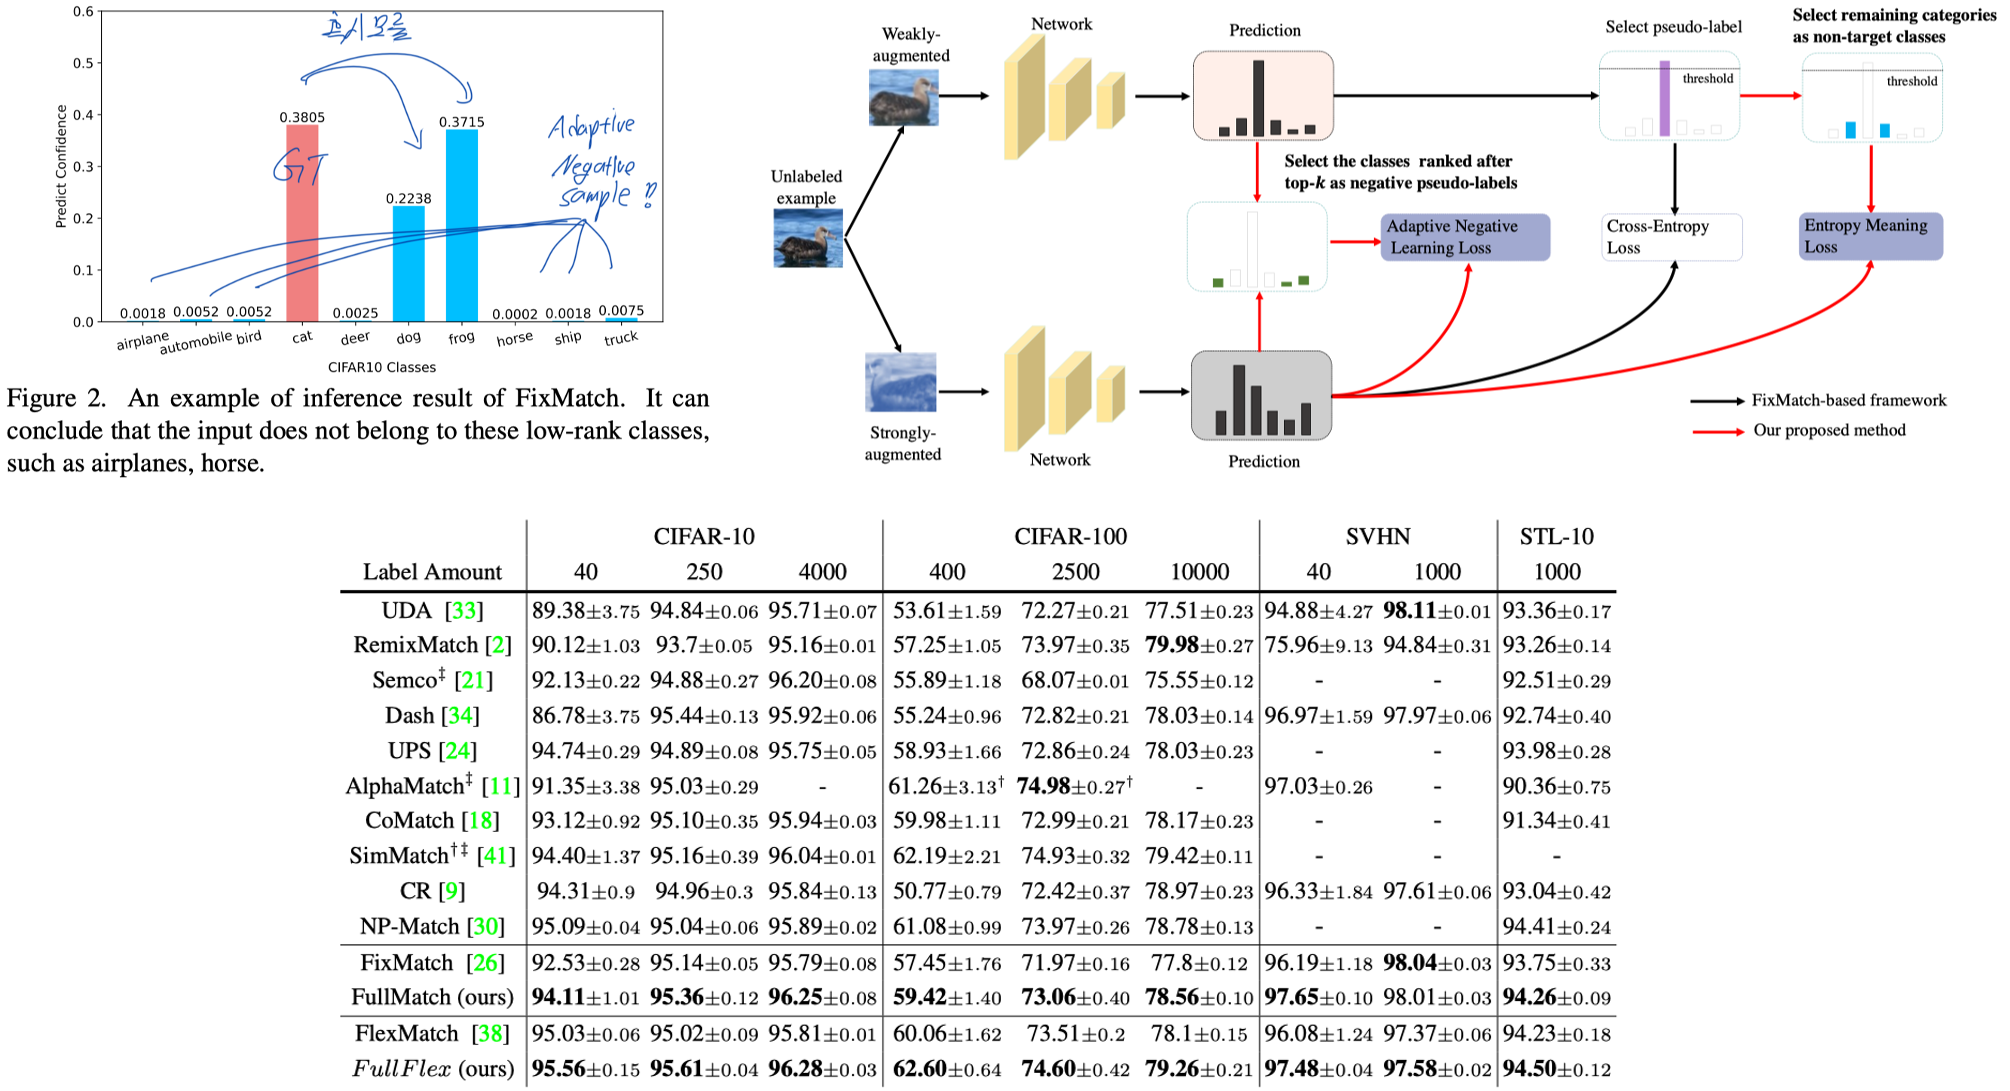 0.6
0.5
0.4
0.3
0.2
0.1
0.0
Predict Confidence
0.0018 0.0052 0.0052 0.3805 0.0025 0.2238 0.3715 0.0002 0.0018 0.0075
GT
Adaptive
Negative
sample
airplane automobile bird cat deer dog frog horse ship truck
CIFAR10 Classes
Figure 2. An example of inference result of FixMatch. It can
conclude that the input does not belong to these low-rank classes,
such as airplanes, horse.
Unlabeled
example
Weakly-
augmented
Network
Prediction
Select pseudo-label
threshold
Select remaining categories
as non-target classes
threshold
Select the classes ranked after
top-k as negative pseudo-labels
Adaptive Negative
Learning Loss
Cross-Entropy
Loss
Entropy Meaning
Loss
Strongly-
augmented
Network
Prediction
FixMatch-based framework
Our proposed method
CIFAR-10 CIFAR-100 SVHN STL-10
Label Amount 40 250 4000 400 2500 10000 40 1000 1000
UDA [33] 89.38±3.75 94.84±0.06 95.71±0.07 53.61±1.59 72.27±0.21 77.51±0.23 94.88±4.27 98.11±0.01 93.36±0.17
RemixMatch [2] 90.12±1.03 93.7±0.05 95.16±0.01 57.25±1.05 73.97±0.35 79.98±0.27 75.96±9.13 94.84±0.31 93.26±0.14
Semco‡ [21] 92.13±0.22 94.88±0.27 96.20±0.08 55.89±1.18 68.07±0.01 75.55±0.12 - - 92.51±0.29
Dash [34] 86.78±3.75 95.44±0.13 95.92±0.06 55.24±0.96 72.82±0.21 78.03±0.14 96.97±1.59 97.97±0.06 92.74±0.40
UPS [24] 94.74±0.29 94.89±0.08 95.75±0.05 58.93±1.66 72.86±0.24 78.03±0.23 - - 93.98±0.28
AlphaMatch‡ [11] 91.35±3.38 95.03±0.29 - 61.26±3.13† 74.98±0.27† - 97.03±0.26 - 90.36±0.75
CoMatch [18] 93.12±0.92 95.10±0.35 95.94±0.03 59.98±1.11 72.99±0.21 78.17±0.23 - - 91.34±0.41
SimMatch†‡ [41] 94.40±1.37 95.16±0.39 96.04±0.01 62.19±2.21 74.93±0.32 79.42±0.11 - - -
CR [9] 94.31±0.9 94.96±0.3 95.84±0.13 50.77±0.79 72.42±0.37 78.97±0.23 96.33±1.84 97.61±0.06 93.04±0.42
NP-Match [30] 95.09±0.04 95.04±0.06 95.89±0.02 61.08±0.99 73.97±0.26 78.78±0.13 - - 94.41±0.24
FixMatch [26] 92.53±0.28 95.14±0.05 95.79±0.08 57.45±1.76 71.97±0.16 77.8±0.12 96.19±1.18 98.04±0.03 93.75±0.33
FullMatch (ours) 94.11±1.01 95.36±0.12 96.25±0.08 59.42±1.40 73.06±0.40 78.56±0.10 97.65±0.10 98.01±0.03 94.26±0.09
FlexMatch [38] 95.03±0.06 95.02±0.09 95.81±0.01 60.06±1.62 73.51±0.2 78.1±0.15 96.08±1.24 97.37±0.06 94.23±0.18
FullFlex (ours) 95.56±0.15 95.61±0.04 96.28±0.03 62.60±0.64 74.60±0.42 79.26±0.21 97.48±0.04 97.58±0.02 94.50±0.12